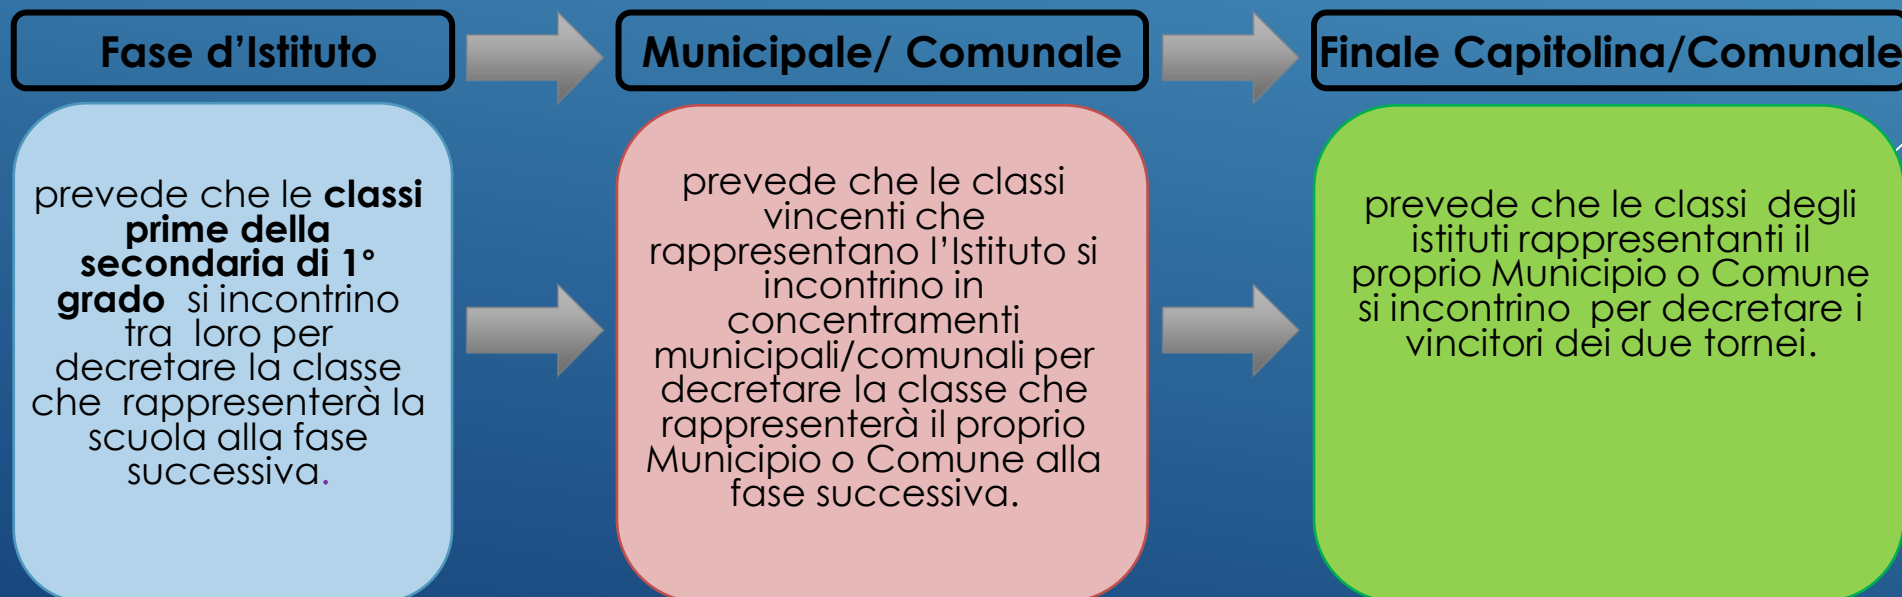 Fase d’Istituto
prevede che le classi
prime della
secondaria di 1°
grado si incontrino
tra loro per
decretare la classe
che rappresenterà la
scuola alla fase
successiva.
Municipale/ Comunale
prevede che le classi
vincenti che
rappresentano l’Istituto si
incontrino in
concentramenti
municipali/comunali per
decretare la classe che
rappresenterà il proprio
Municipio o Comune alla
fase successiva.
Finale Capitolina/Comunale
prevede che le classi degli
istituti rappresentanti il
proprio Municipio o Comune
si incontrino per decretare i
vincitori dei due tornei.